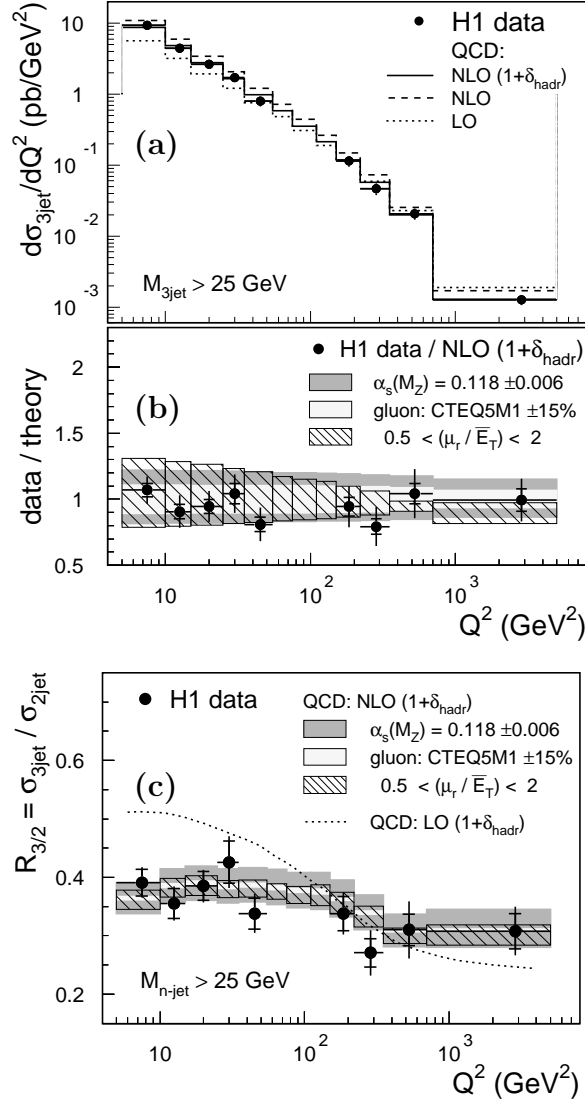 dσ3jet/dQ² (pb/GeV²)
10
1
10⁻¹
10⁻²
10⁻³
H1 data
QCD:
NLO (1+δhadr)
NLO
LO
(a)
M3jet > 25 GeV
data / theory
2
1.5
1
0.5
H1 data / NLO (1+δhadr)
αs(MZ) = 0.118 ±0.006
gluon: CTEQ5M1 ±15%
0.5 < (μr / E̅T) < 2
(b)
10 10² 10³
Q² (GeV²)
R3/2 = σ3jet / σ2jet
0.6
0.4
0.2
H1 data
QCD: NLO (1+δhadr)
αs(MZ) = 0.118 ±0.006
gluon: CTEQ5M1 ±15%
0.5 < (μr / E̅T) < 2
QCD: LO (1+δhadr)
(c)
Mn-jet > 25 GeV
10 10² 10³
Q² (GeV²)